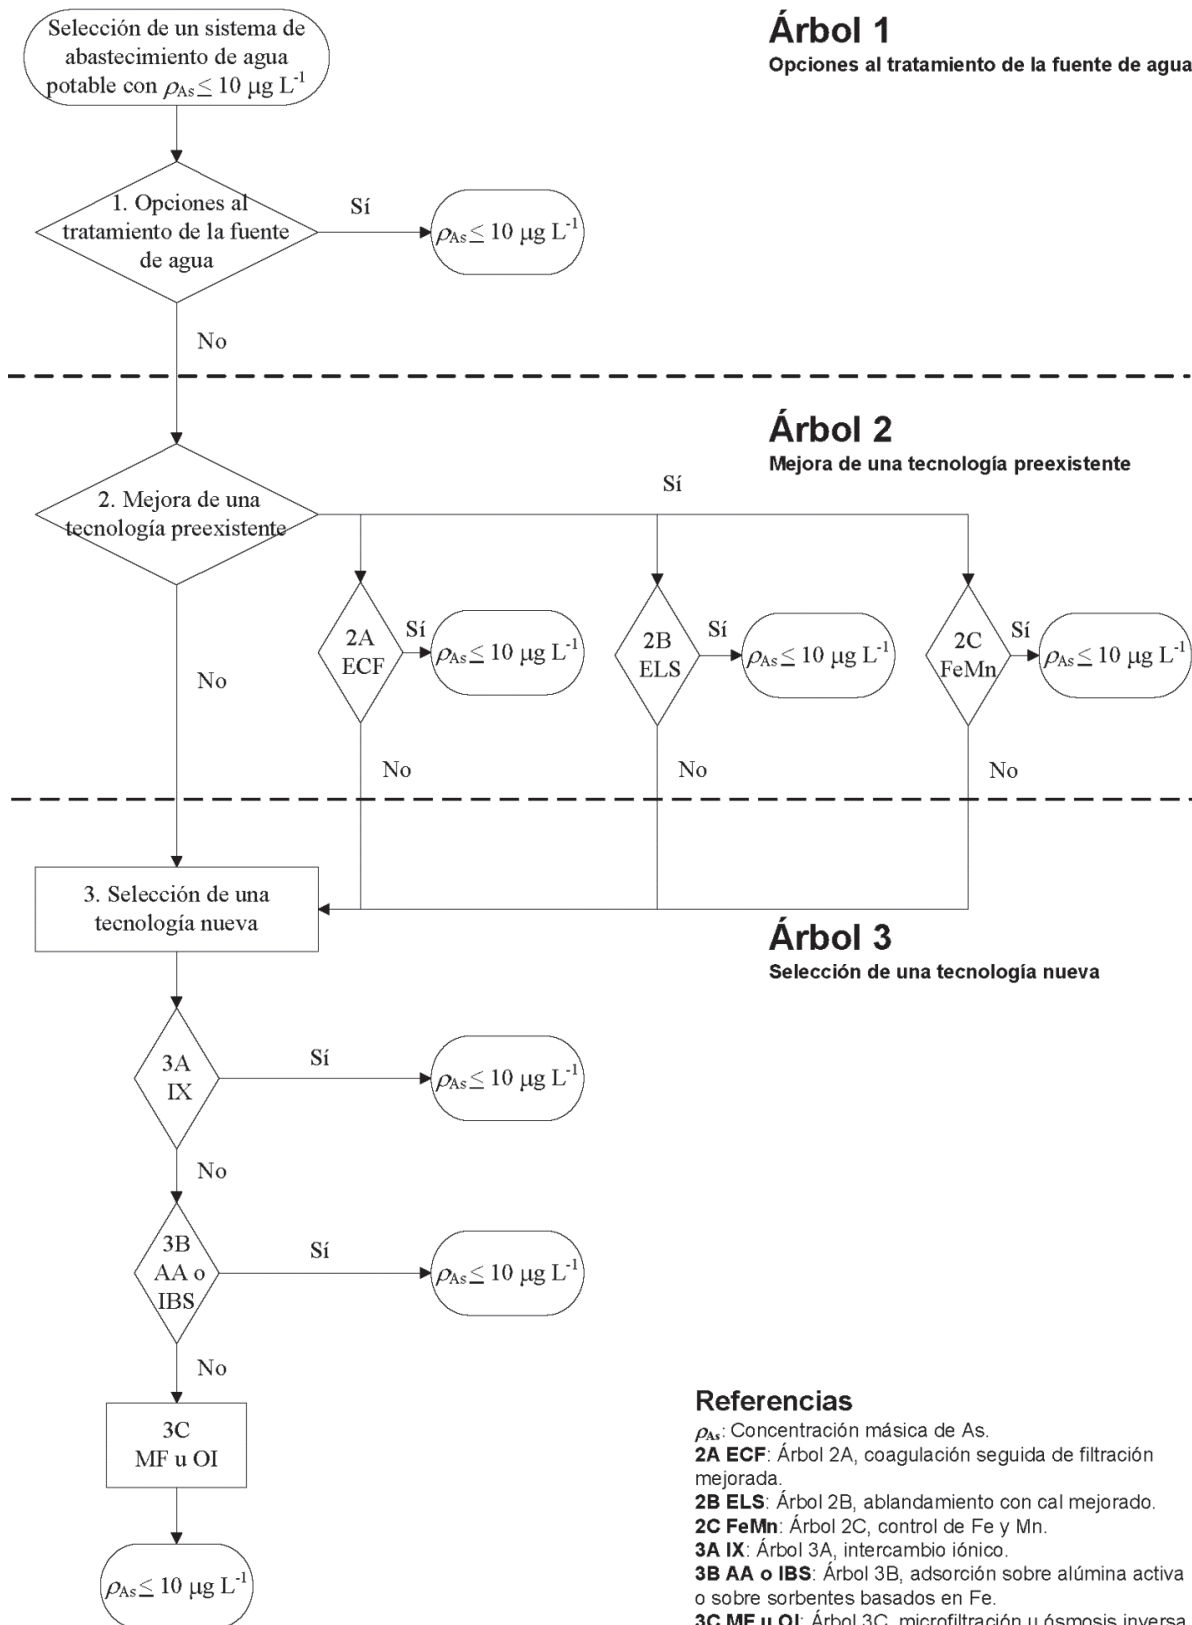 Selección de un sistema de
abastecimiento de agua
potable con ρAs ≤ 10 μg L-1
Árbol 1
Opciones al tratamiento de la fuente de agua
1. Opciones al
tratamiento de la fuente
de agua
Sí
ρAs ≤ 10 μg L-1
No
Árbol 2
Mejora de una tecnología preexistente
2. Mejora de una
tecnología preexistente
Sí
2A
ECF
Sí
ρAs ≤ 10 μg L-1
2B
ELS
Sí
ρAs ≤ 10 μg L-1
2C
FeMn
Sí
ρAs ≤ 10 μg L-1
No
No
No
No
3. Selección de una
tecnología nueva
Árbol 3
Selección de una tecnología nueva
3A
IX
Sí
ρAs ≤ 10 μg L-1
No
3B
AA o
IBS
Sí
ρAs ≤ 10 μg L-1
No
3C
MF u OI
ρAs ≤ 10 μg L-1
Referencias
ρAs: Concentración másica de As.
2A ECF: Árbol 2A, coagulación seguida de filtración
mejorada.
2B ELS: Árbol 2B, ablandamiento con cal mejorado.
2C FeMn: Árbol 2C, control de Fe y Mn.
3A IX: Árbol 3A, intercambio iónico.
3B AA o IBS: Árbol 3B, adsorción sobre alúmina activa
o sobre sorbentes basados en Fe.
3C MF u OI: Árbol 3C, microfiltración u ósmosis inversa